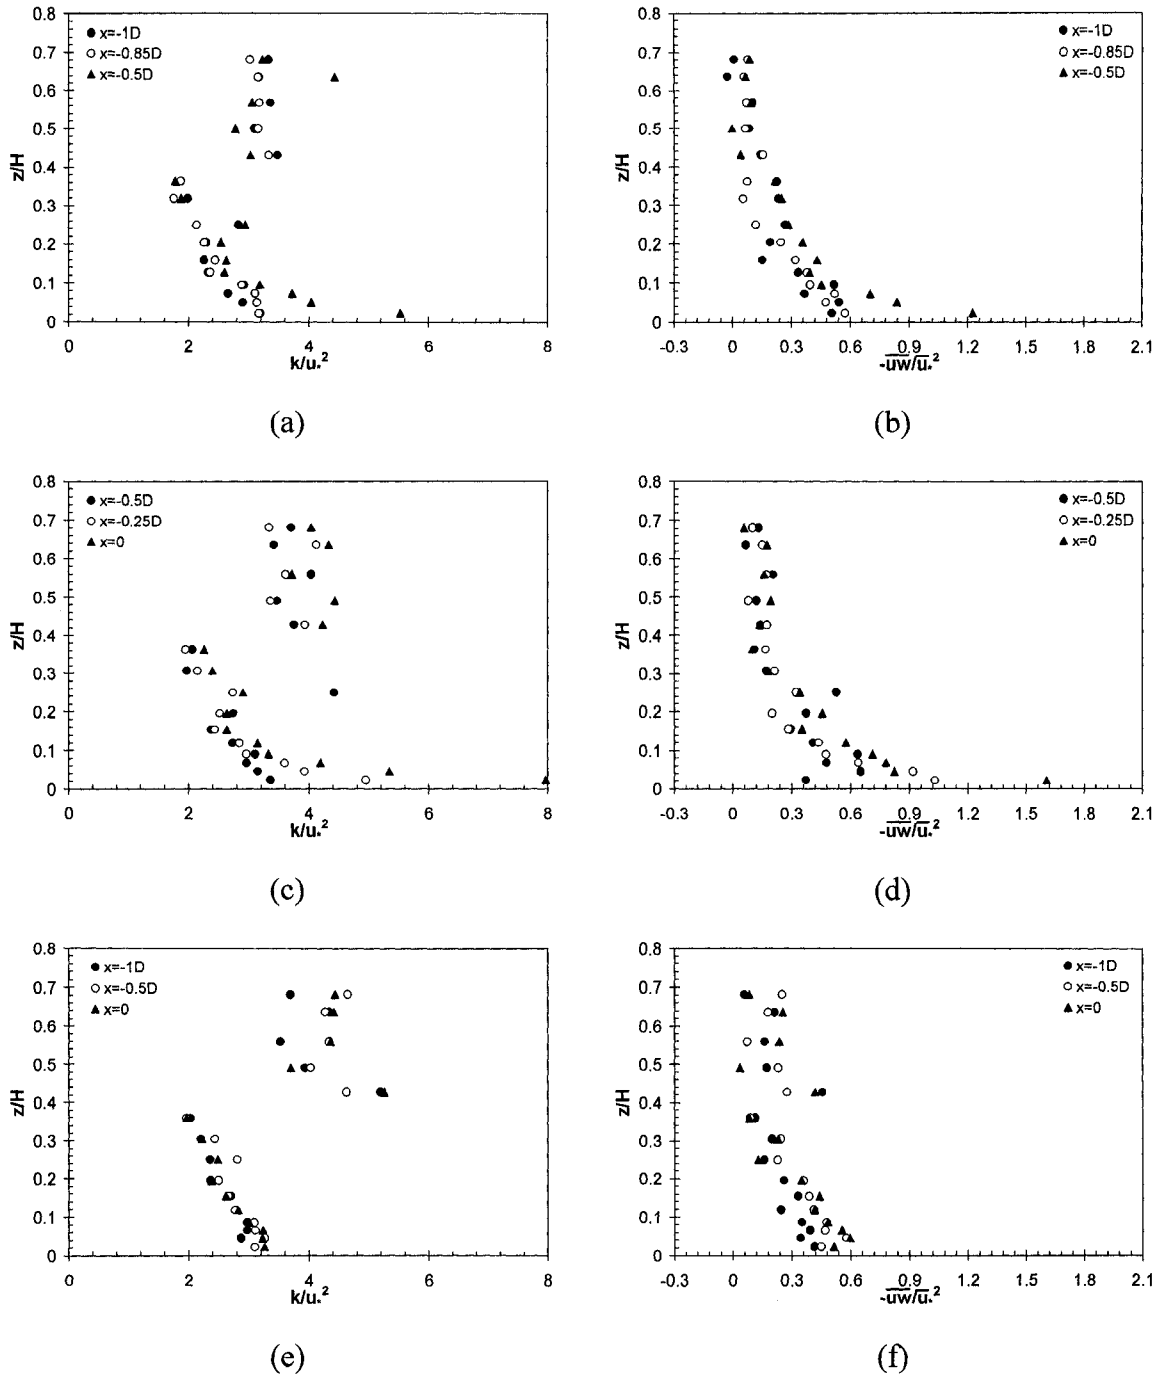 0.8
0.7
0.6
0.5
0.4
0.3
0.2
0.1
0
z/H
x=-1D
x=-0.85D
x=-0.5D
0 2 4 6 8
k/u*²
(a)
0.8
0.7
0.6
0.5
0.4
0.3
0.2
0.1
0
z/H
x=-1D
x=-0.85D
x=-0.5D
-0.3 0 0.3 0.6 0.9 1.2 1.5 1.8 2.1
-uw/u*²
(b)
0.8
0.7
0.6
0.5
0.4
0.3
0.2
0.1
0
z/H
x=-0.5D
x=-0.25D
x=0
0 2 4 6 8
k/u*²
(c)
0.8
0.7
0.6
0.5
0.4
0.3
0.2
0.1
0
z/H
x=-0.5D
x=-0.25D
x=0
-0.3 0 0.3 0.6 0.9 1.2 1.5 1.8 2.1
-uw/u*²
(d)
0.8
0.7
0.6
0.5
0.4
0.3
0.2
0.1
0
z/H
x=-1D
x=-0.5D
x=0
0 2 4 6 8
k/u*²
(e)
0.8
0.7
0.6
0.5
0.4
0.3
0.2
0.1
0
z/H
x=-1D
x=-0.5D
x=0
-0.3 0 0.3 0.6 0.9 1.2 1.5 1.8 2.1
-uw/u*²
(f)